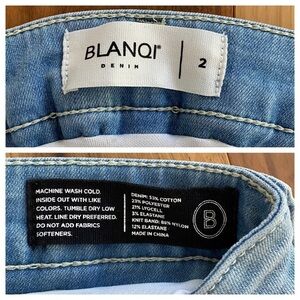 BLANQI®
DENIM
2
MACHINE WASH COLD.
INSIDE OUT WITH LIKE
COLORS. TUMBLE DRY LOW
HEAT. LINE DRY PREFERRED.
DO NOT ADD FABRICS
SOFTENERS.
DENIM: 53% COTTON
23% POLYESTER
21% LYOCELL
3% ELASTANE
KNIT BAND: 88% NYLON
12% ELASTANE
MADE IN CHINA
B